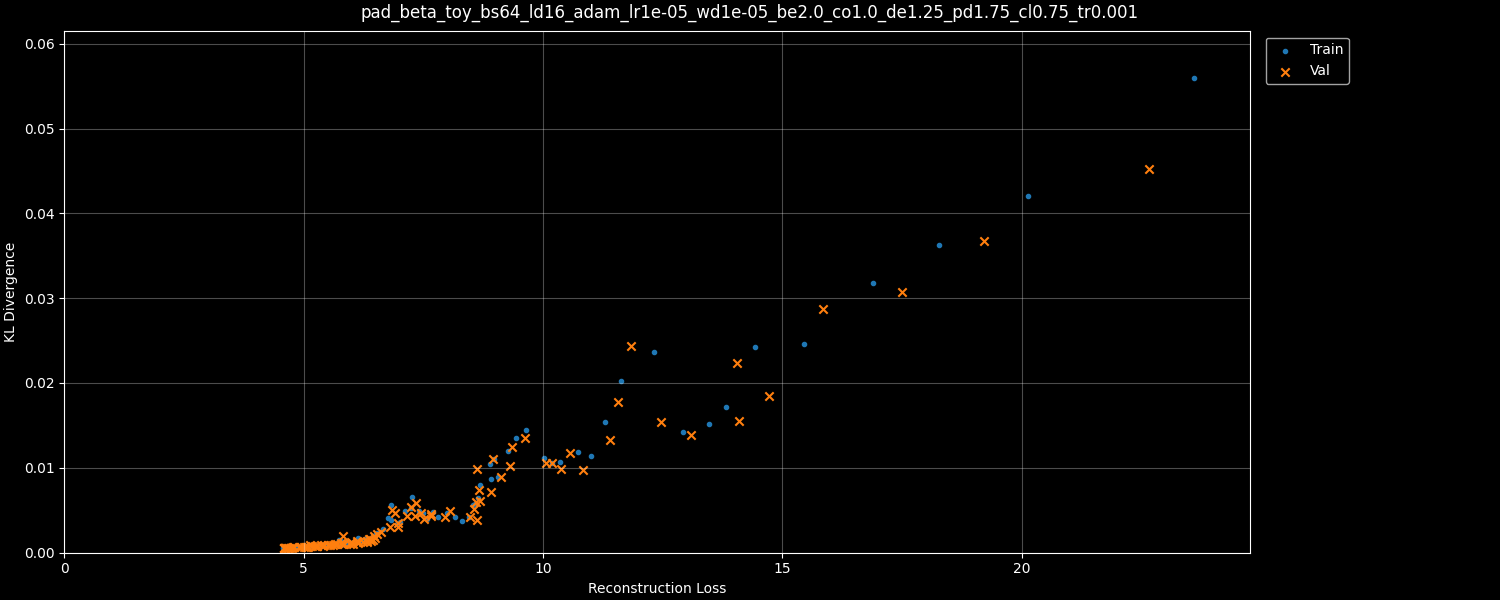 pad_beta_toy_bs64_ld16_adam_lr1e-05_wd1e-05_be2.0_co1.0_de1.25_pd1.75_cl0.75_tr0.001
Train
Val
0.06
0.05
0.04
0.03
0.02
0.01
0.00
KL Divergence
0
5
10
15
20
Reconstruction Loss